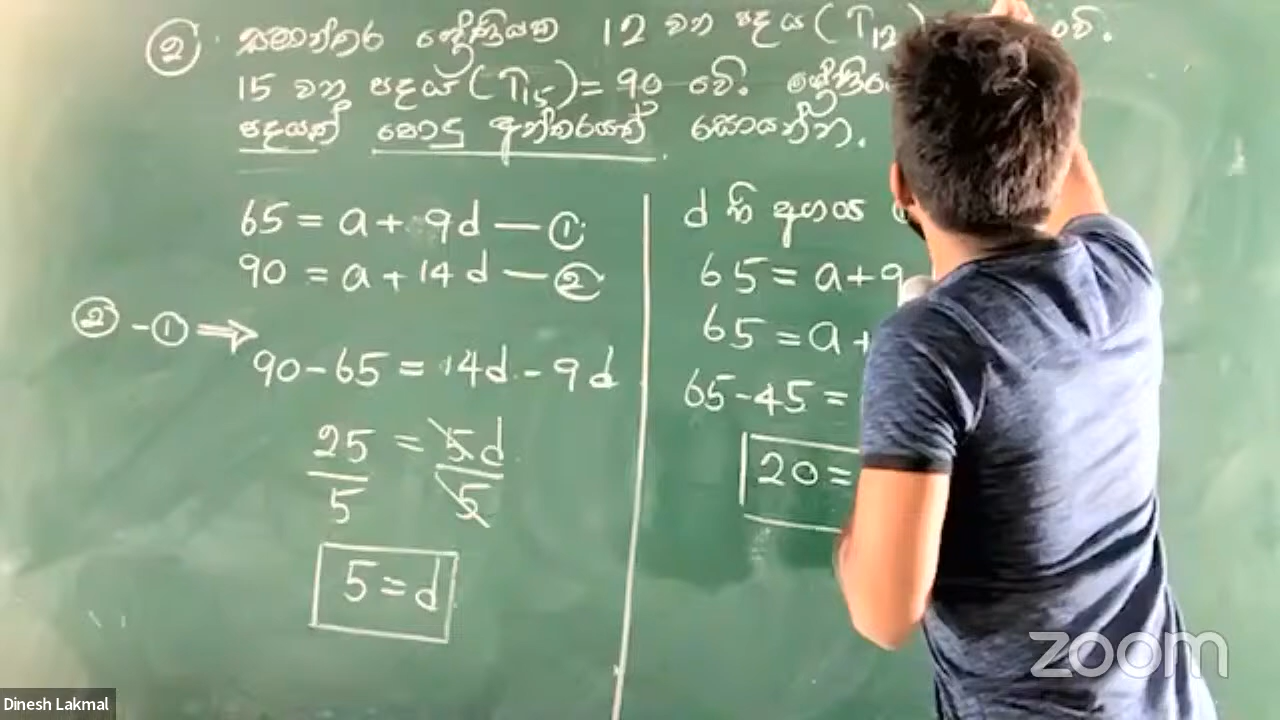 ② සමාන්තර ශ්‍රේණියක 12 වන පදය (T12) වේ.
15 වන පදය (T15) = 90 වේ.
පදයත් පොදු අන්තරයත් සොයන්න.
65 = a + 9d — ①
90 = a + 14d — ②
② - ① ⇒
90 - 65 = 14d - 9d
25 = 5d
5 5
5 = d
d හි අගය
65 = a + 9
65 = a +
65 - 45 =
20 =
zoom
Dinesh Lakmal